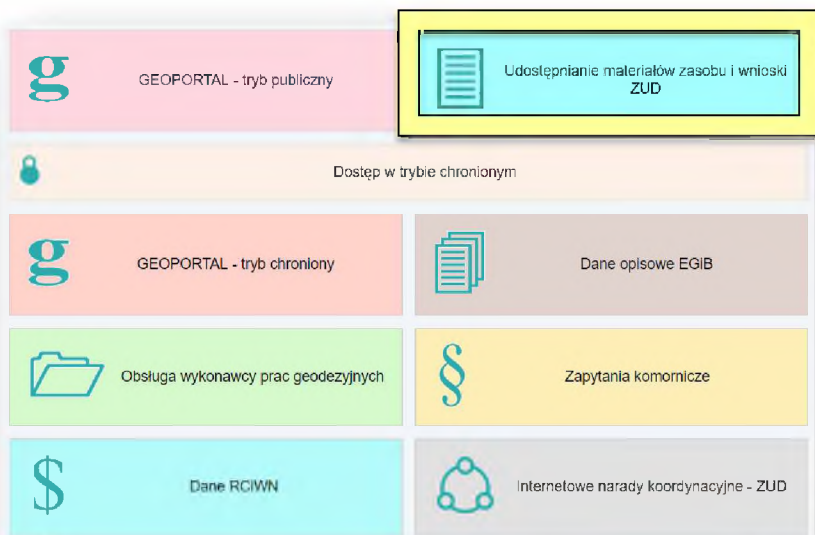 GEOPORTAL - tryb publiczny
Udostępnianie materiałów zasobu i wnioski
ZUD
Dostęp w trybie chronionym
GEOPORTAL - tryb chroniony
Dane opisowe EGiB
Obsługa wykonawcy prac geodezyjnych
§
Zapytania komornicze
$
Dane RCiWN
Internetowe narady koordynacyjne - ZUD